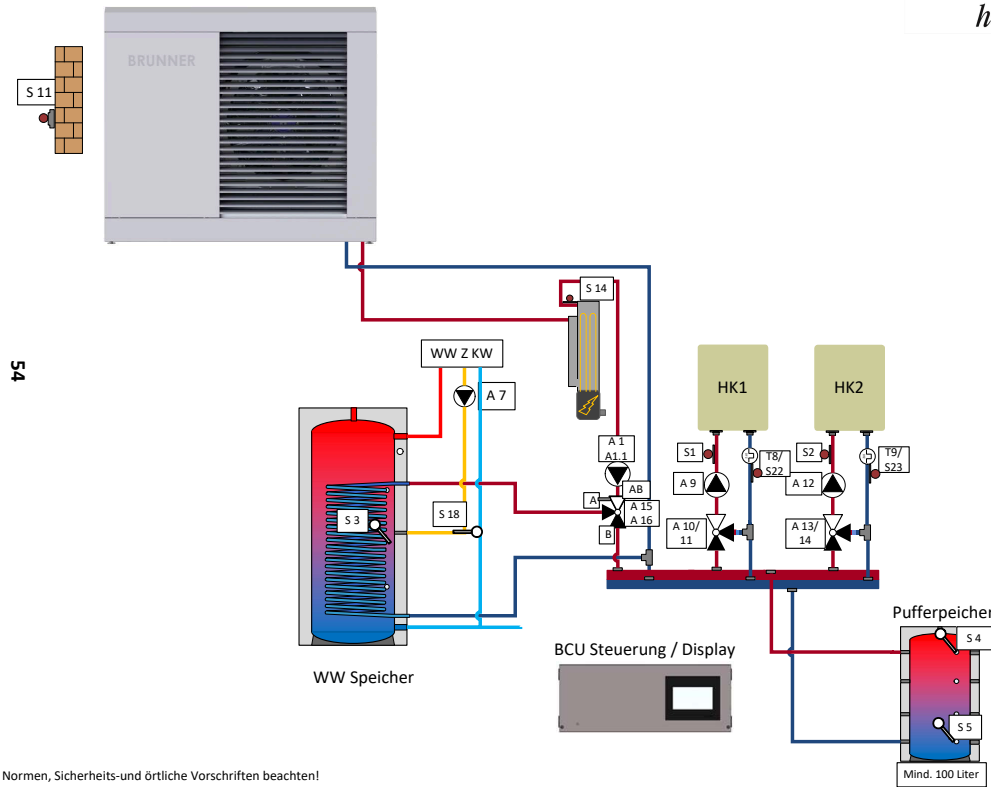 h
BRUNNER
S 11
S 14
WW Z KW
A 7
54
HK1
HK2
A 1
A1.1
S1
T8/
S22
S2
T9/
S23
A 9
A 12
AB
A
A 15
A 16
B
S 3
S 18
A 10/
11
A 13/
14
Pufferpeicher
S 4
BCU Steuerung / Display
WW Speicher
S 5
Mind. 100 Liter
Normen, Sicherheits-und örtliche Vorschriften beachten!